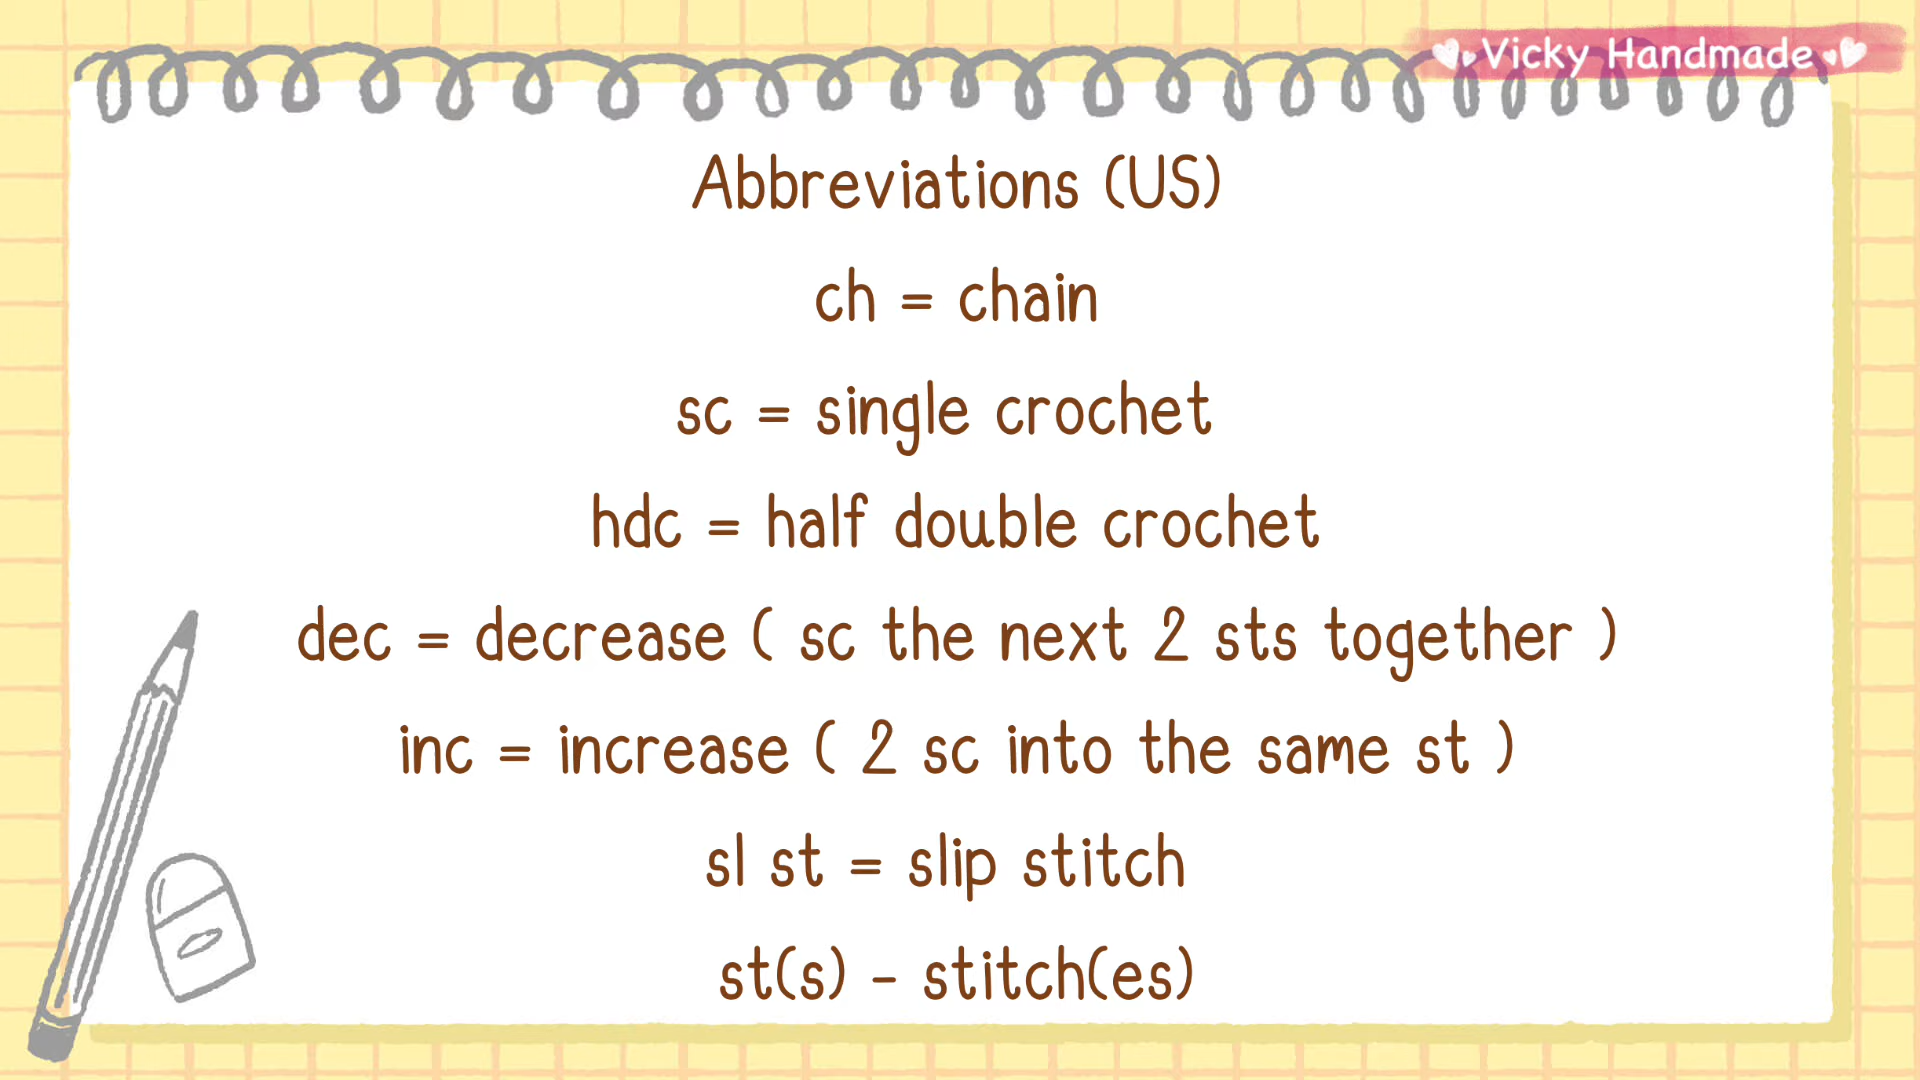 Vicky Handmade
Abbreviations (US)
ch = chain
sc = single crochet
hdc = half double crochet
dec = decrease ( sc the next 2 sts together )
inc = increase ( 2 sc into the same st )
sl st = slip stitch
st(s) - stitch(es)